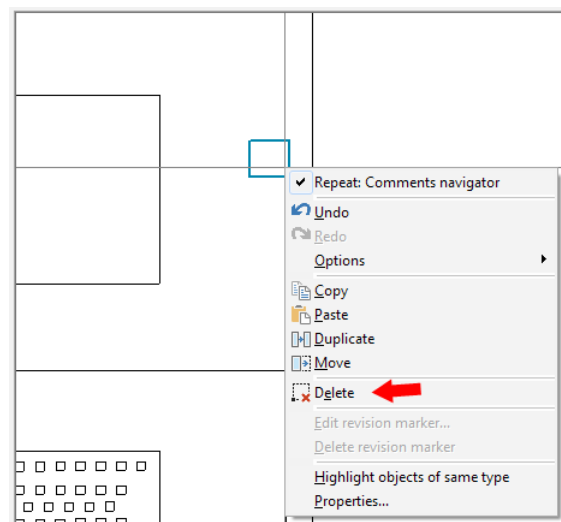 Repeat: Comments navigator
Undo
Redo
Options
Copy
Paste
Duplicate
Move
Delete
Edit revision marker...
Delete revision marker
Highlight objects of same type
Properties...